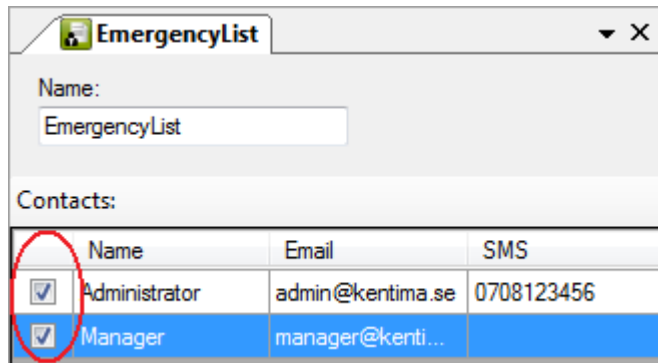 EmergencyList
Name:
EmergencyList
Contacts:
Name Email SMS
Administrator admin@kentima.se 0708123456
Manager manager@kenti...